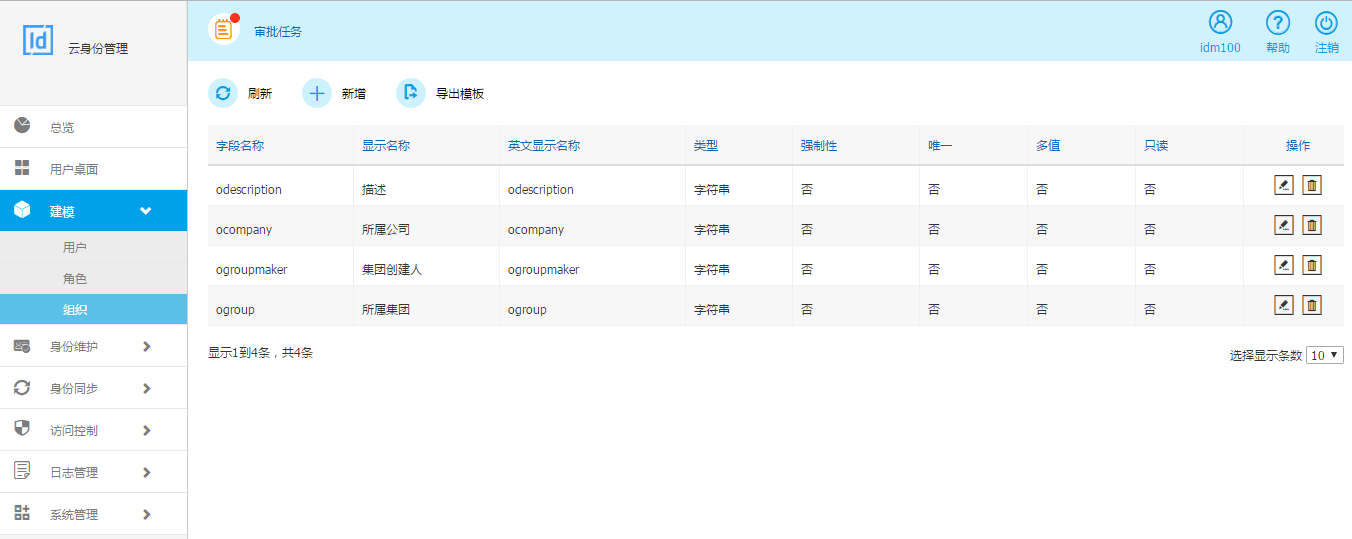 Id 云身份管理
总览
用户桌面
建模
用户
角色
组织
身份维护
身份同步
访问控制
日志管理
系统管理
审批任务
idm100 帮助 注销
刷新 新增 导出模板
字段名称 显示名称 英文显示名称 类型 强制性 唯一 多值 只读 操作
odescription 描述 odescription 字符串 否 否 否 否
ocompany 所属公司 ocompany 字符串 否 否 否 否
ogroupmaker 集团创建人 ogroupmaker 字符串 否 否 否 否
ogroup 所属集团 ogroup 字符串 否 否 否 否
显示1到4条，共4条 选择显示条数 10